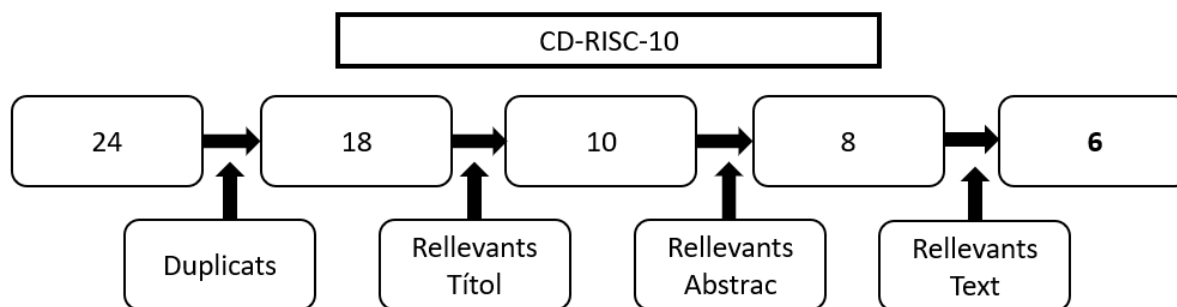 CD-RISC-10
24
18
10
8
6
Duplicats
Rellevants
Títol
Rellevants
Abstrac
Rellevants
Text